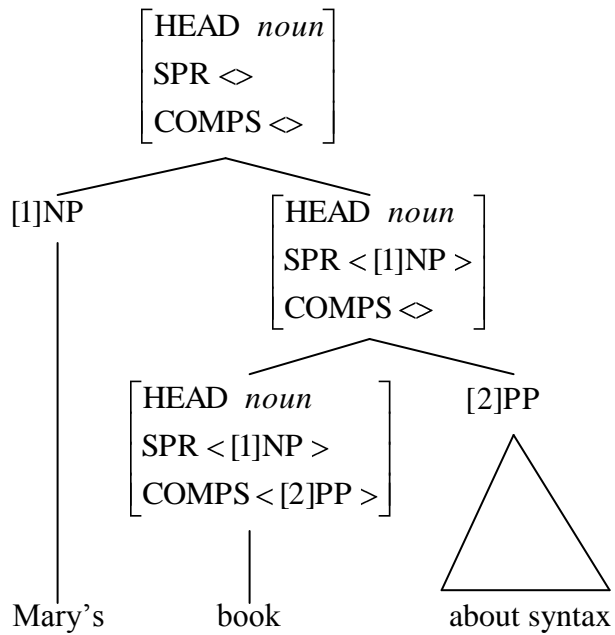 HEAD noun
SPR <>
COMPS <>
[1]NP
HEAD noun
SPR <[1]NP >
COMPS <>
HEAD noun
SPR <[1]NP >
COMPS <[2]PP >
[2]PP
Mary's book about syntax